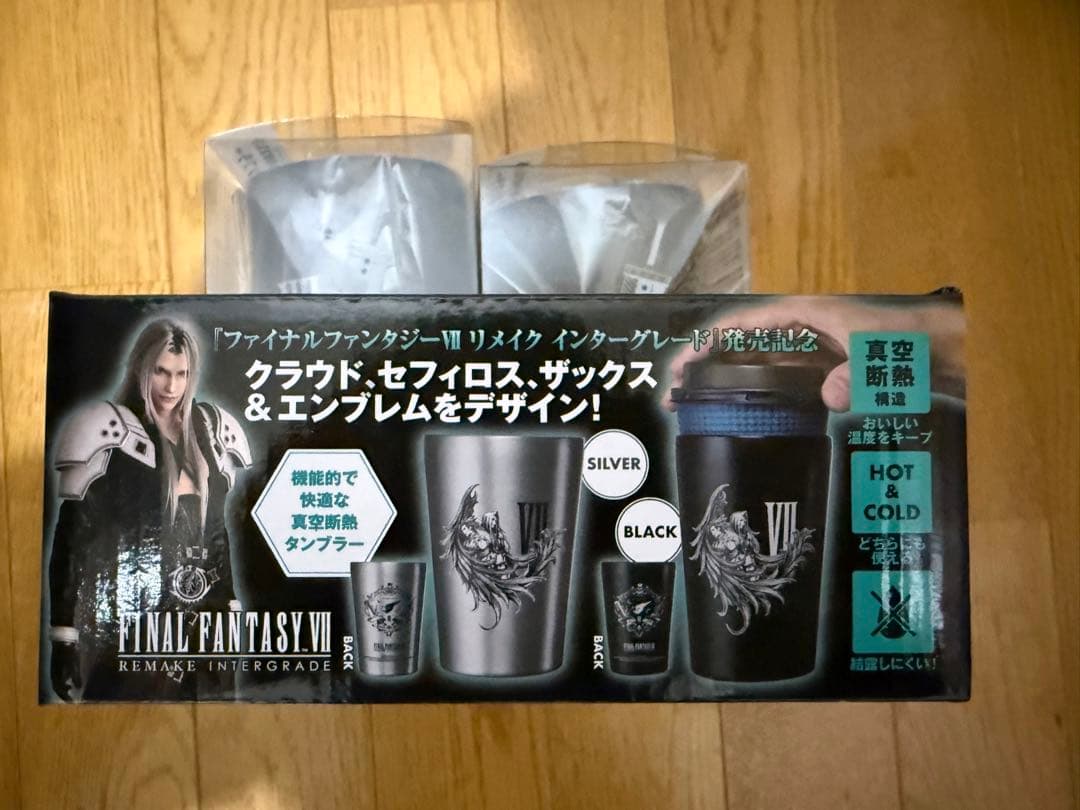 『ファイナルファンタジーVII リメイク インターグレード』発売記念
クラウド、セフィロス、ザックス
&エンブレムをデザイン!
機能的で
快適な
真空断熱
タンブラー
SILVER
BLACK
VII
VII
BACK
BACK
FINAL FANTASY VII
REMAKE INTERGRADE
真空
断熱
構造
おいしい
温度をキープ
HOT
&
COLD
どちらにも
使える
結露しにくい!